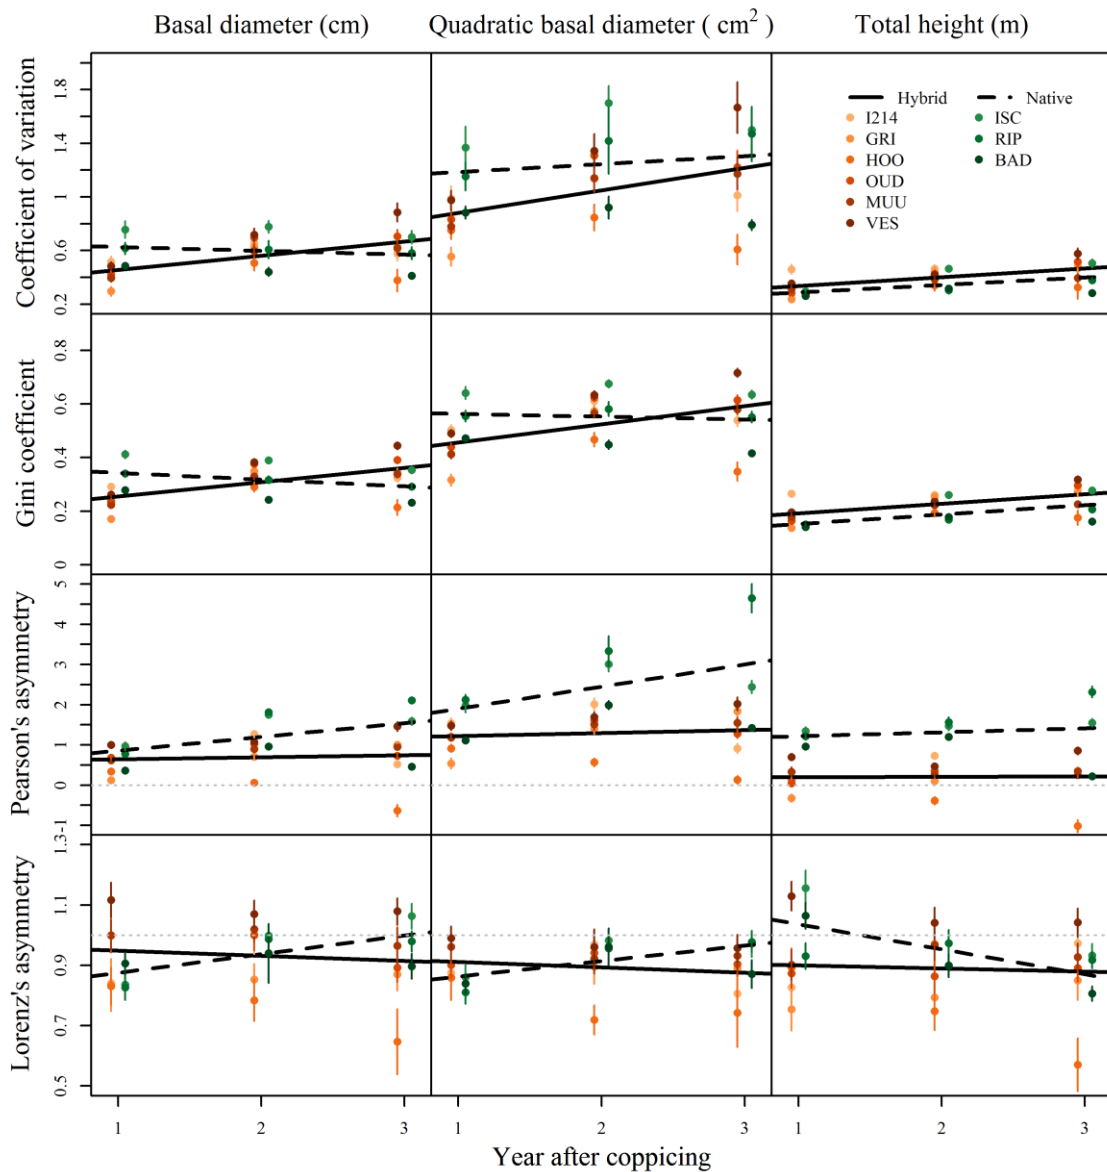 Basal diameter (cm) Quadratic basal diameter ( cm² ) Total height (m)
Coefficient of variation
0.2 0.6 1 1.4 1.8
Hybrid Native
I214 ISC
GRI RIP
HOO BAD
OUD
MUU
VES
Gini coefficient
0 0.2 0.4 0.6 0.8
Pearson's asymmetry
-1 0 1 2 3 4 5
Lorenz's asymmetry
0.5 0.7 0.9 1.1 1.3
1 2 3 1 2 3 1 2 3
Year after coppicing